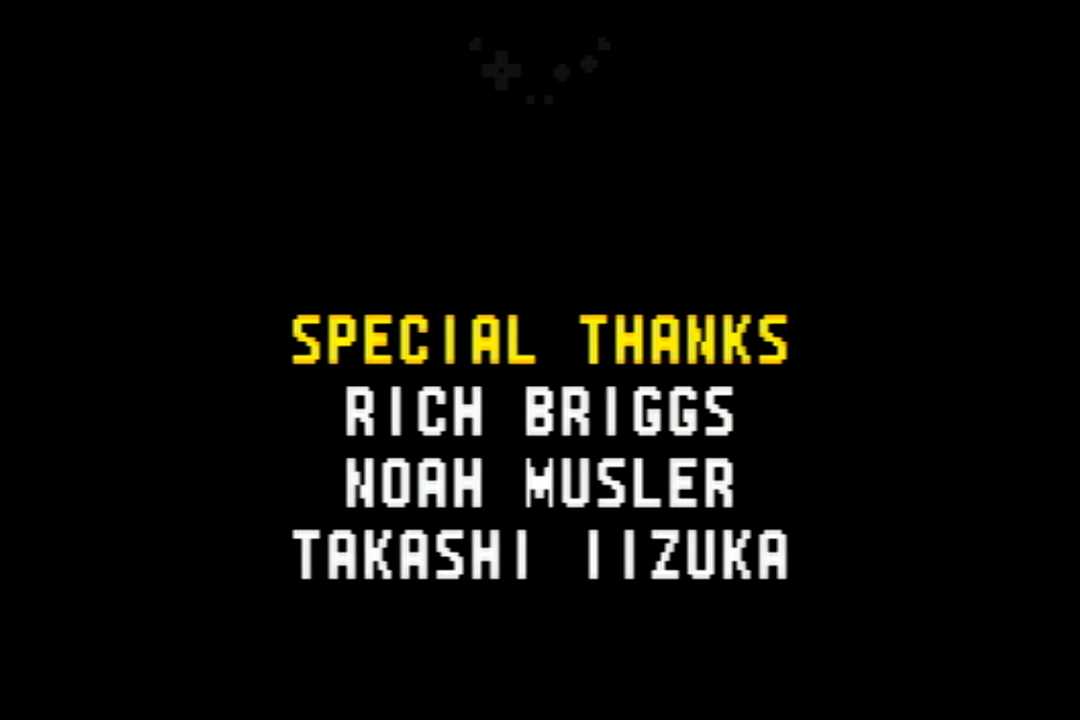 SPECIAL THANKS
RICH BRIGGS
NOAH MUSLER
TAKASHI IIZUKA